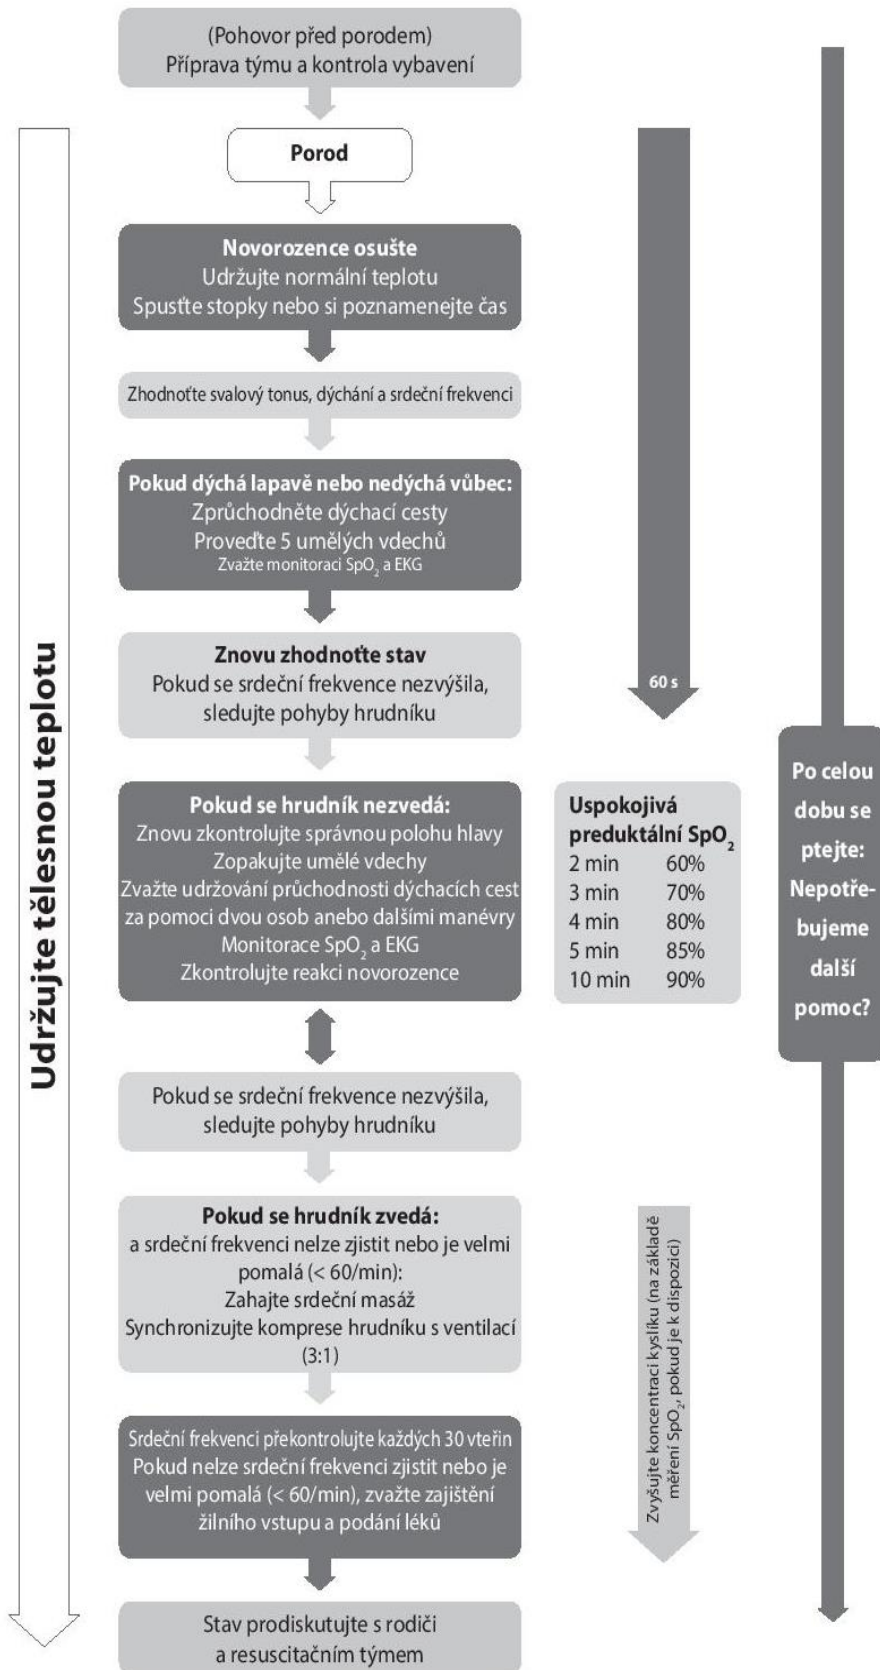 (Pohovor před porodem)
Příprava týmu a kontrola vybavení
Porod
Novorozence osušte
Udržujte normální teplotu
Spusťte stopky nebo si poznamenejte čas
Zhodnoťte svalový tonus, dýchání a srdeční frekvenci
Pokud dýchá lapavě nebo nedýchá vůbec:
Zprůchodněte dýchací cesty
Proveďte 5 umělých vdechů
Zvažte monitoraci SpO₂ a EKG
Znovu zhodnoťte stav
Pokud se srdeční frekvence nezvýšila,
sledujte pohyby hrudníku
Pokud se hrudník nezvedá:
Znovu zkontrolujte správnou polohu hlavy
Zopakujte umělé vdechy
Zvažte udržování průchodnosti dýchacích cest
za pomoci dvou osob anebo dalšími manévry
Monitorace SpO₂ a EKG
Zkontrolujte reakci novorozence
Pokud se srdeční frekvence nezvýšila,
sledujte pohyby hrudníku
Pokud se hrudník zvedá:
a srdeční frekvenci nelze zjistit nebo je velmi
pomalá (< 60/min):
Zahajte srdeční masáž
Synchronizujte komprese hrudníku s ventilací
(3:1)
Srdeční frekvenci překontrolujte každých 30 vteřin
Pokud nelze srdeční frekvenci zjistit nebo je
velmi pomalá (< 60/min), zvažte zajištění
žilního vstupu a podání léků
Stav prodiskutujte s rodiči
a resuscitačním týmem
Udržujte tělesnou teplotu
60 s
Uspokojivá
preduktální SpO₂
2 min 60%
3 min 70%
4 min 80%
5 min 85%
10 min 90%
Zvyšujte koncentraci kyslíku (na základě
měření SpO₂, pokud je k dispozici)
Po celou
dobu se
ptejte:
Nepotře-
bujeme
další
pomoc?